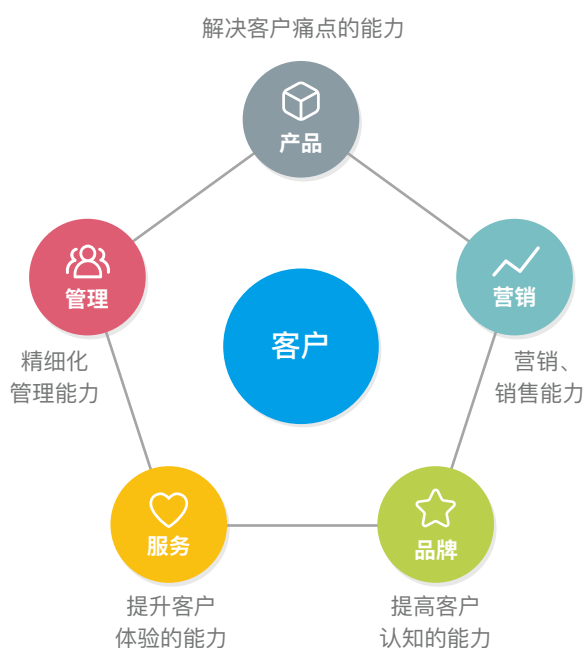 解决客户痛点的能力
产品
管理
营销
客户
精细化
管理能力
营销、
销售能力
服务
品牌
提升客户
体验的能力
提高客户
认知的能力